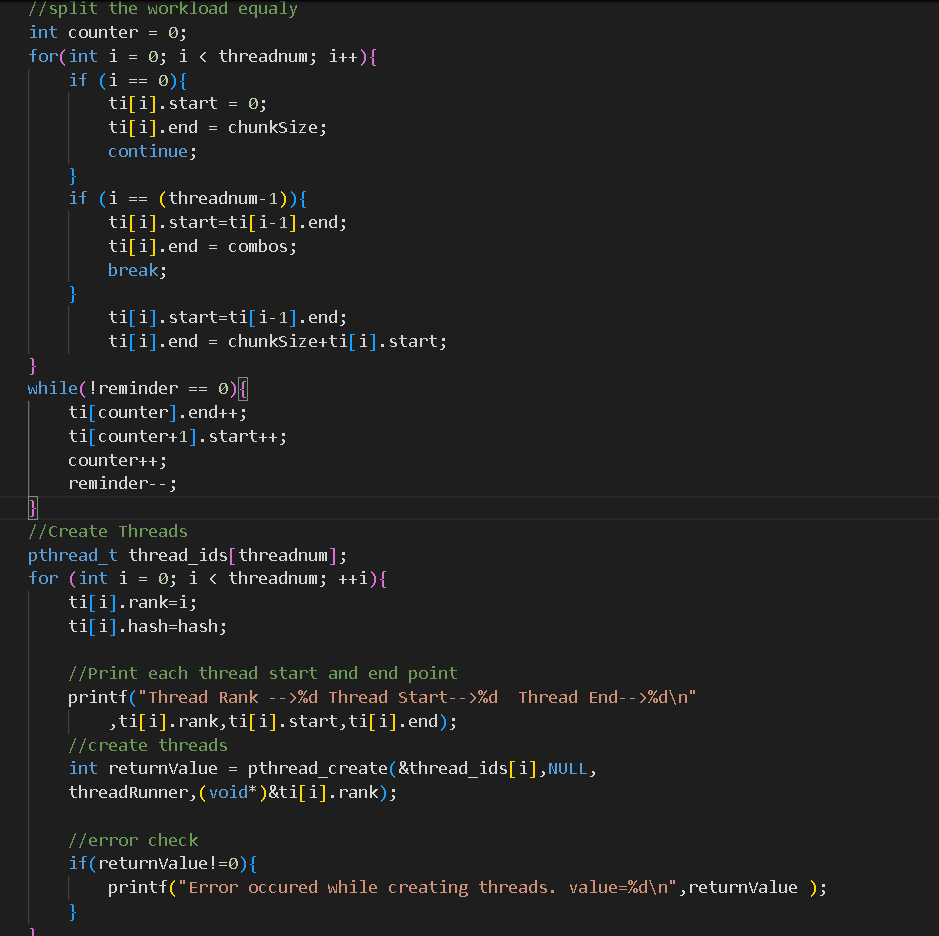 //split the workload equaly
int counter = 0;
for(int i = 0; i < threadnum; i++){
    if (i == 0){
        ti[i].start = 0;
        ti[i].end = chunkSize;
        continue;
    }
    if (i == (threadnum-1)){
        ti[i].start=ti[i-1].end;
        ti[i].end = combos;
        break;
    }
        ti[i].start=ti[i-1].end;
        ti[i].end = chunkSize+ti[i].start;
}
while(!reminder == 0){
    ti[counter].end++;
    ti[counter+1].start++;
    counter++;
    reminder--;
}
//Create Threads
pthread_t thread_ids[threadnum];
for (int i = 0; i < threadnum; ++i){
    ti[i].rank=i;
    ti[i].hash=hash;

    //Print each thread start and end point
    printf("Thread Rank -->%d Thread Start-->%d  Thread End-->%d\n"
        ,ti[i].rank,ti[i].start,ti[i].end);
    //create threads
    int returnValue = pthread_create(&thread_ids[i],NULL,
    threadRunner,(void*)&ti[i].rank);

    //error check
    if(returnValue!=0){
        printf("Error occured while creating threads. value=%d\n",returnValue );
    }
}